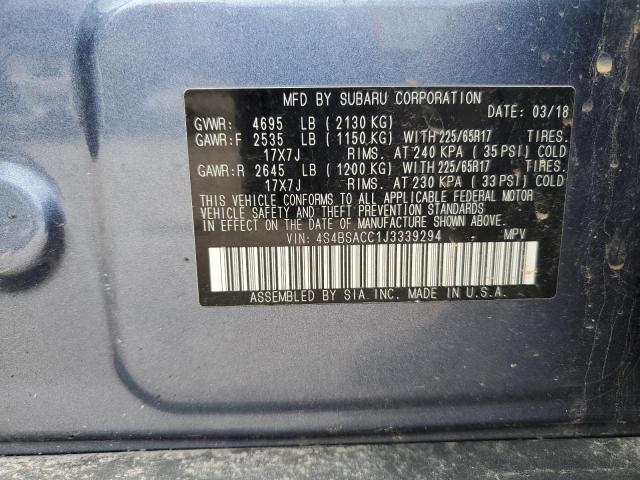 MFD BY SUBARU CORPORATION
DATE: 03/18
GVWR: 4695 LB ( 2130 KG)
GAWR:F 2535 LB ( 1150 KG) WITH 225/65R17 TIRES.
17X7J RIMS. AT 240 KPA ( 35 PSI) COLD
GAWR:R 2645 LB ( 1200 KG) WITH 225/65R17 TIRES.
17X7J RIMS. AT 230 KPA ( 33 PSI) COLD
THIS VEHICLE CONFORMS TO ALL APPLICABLE FEDERAL MOTOR
VEHICLE SAFETY AND THEFT PREVENTION STANDARDS
IN EFFECT ON THE DATE OF MANUFACTURE SHOWN ABOVE.
VIN: 4S4BSACC1J3339294 MPV
ASSEMBLED BY SIA INC. MADE IN U.S.A.